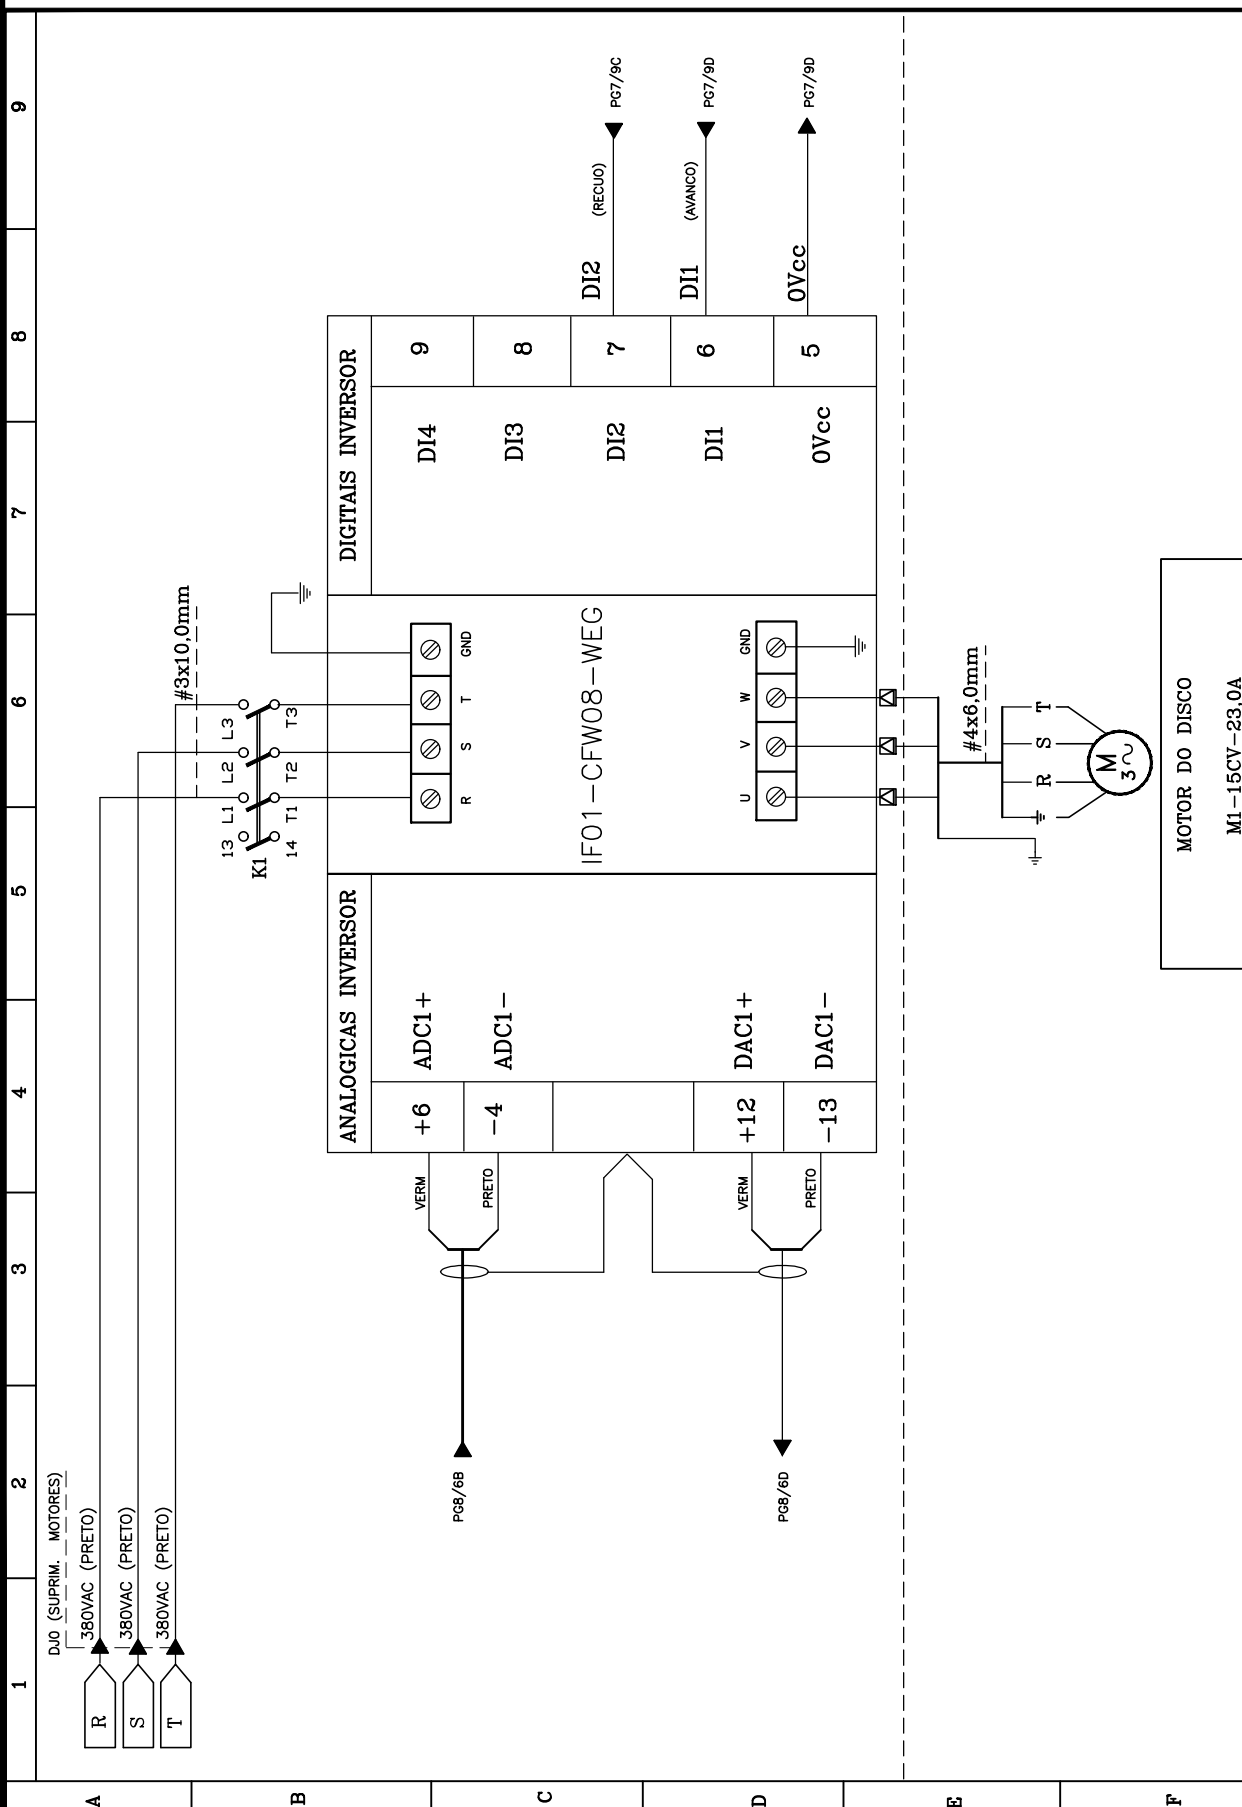 1 2 3 4 5 6 7 8 9
A
B
C
D
E
F
DJ0 (SUPRIM. MOTORES)
R 380VAC (PRETO)
S 380VAC (PRETO)
T 380VAC (PRETO)
#3x10,0mm
13 L1 L2 L3
K1
14 T1 T2 T3
ANALOGICAS INVERSOR
DIGITAIS INVERSOR
VERM +6 ADC1+
PRETO -4 ADC1-
VERM +12 DAC1+
PRETO -13 DAC1-
PG8/6B
PG8/6D
R S T GND
IF01-CFW08-WEG
U V W GND
DI4 9
DI3 8
DI2 7 DI2 (RECUO) PG7/9C
DI1 6 DI1 (AVANCO) PG7/9D
0Vcc 5 0Vcc PG7/9D
#4x6,0mm
R S T
M
3~
MOTOR DO DISCO
M1-15CV-23,0A